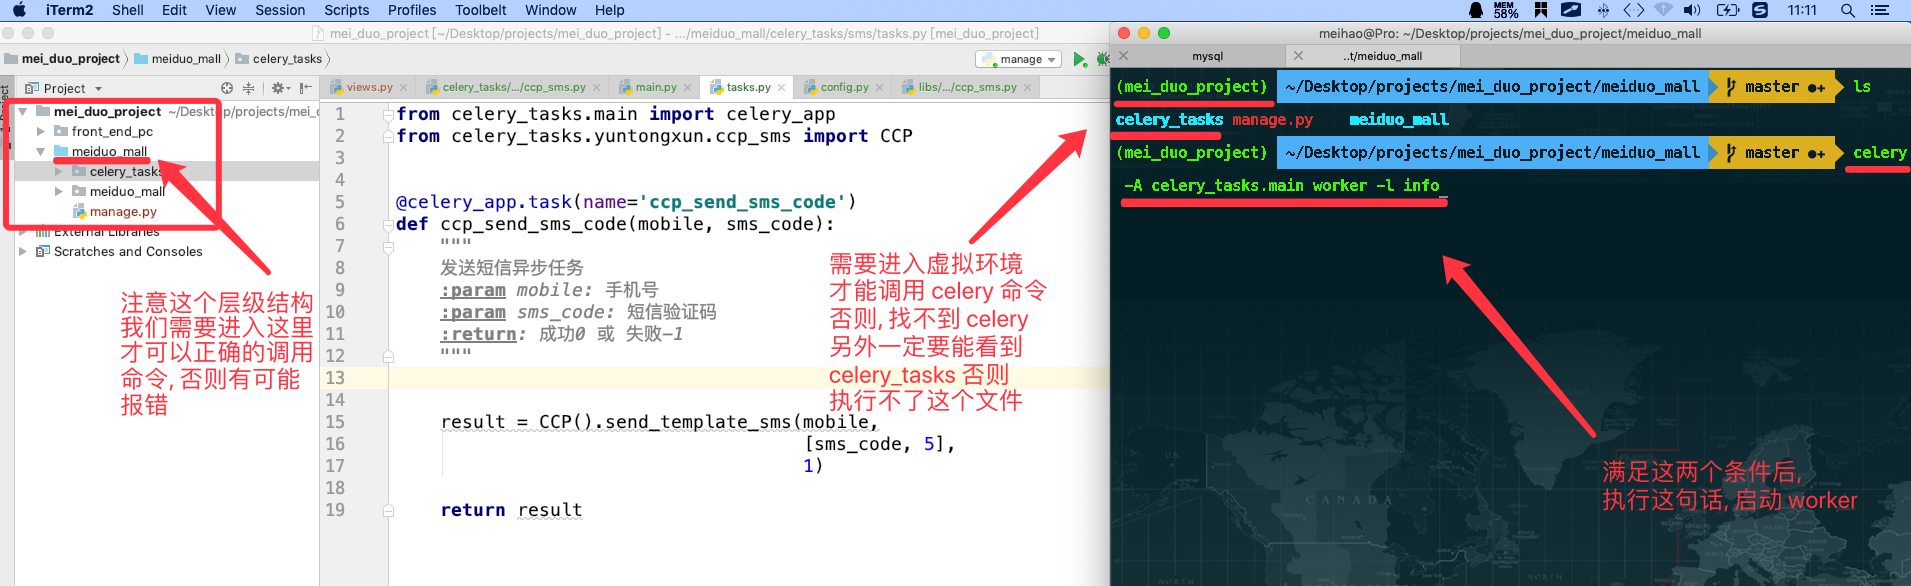 iTerm2 Shell Edit View Session Scripts Profiles Toolbelt Window Help
MEM 58% 11:11
mei_duo_project [~/Desktop/projects/mei_duo_project] - .../meiduo_mall/celery_tasks/sms/tasks.py [mei_duo_project]
mei_duo_project meiduo_mall celery_tasks
manage
Project
views.py celery_tasks/.../ccp_sms.py main.py tasks.py config.py libs/.../ccp_sms.py
mei_duo_project ~/Desktop/projects/mei_
front_end_pc
meiduo_mall
celery_tasks
meiduo_mall
manage.py
External Libraries
Scratches and Consoles
注意这个层级结构
我们需要进入这里
才可以正确的调用
命令, 否则有可能
报错
1 from celery_tasks.main import celery_app
2 from celery_tasks.yuntongxun.ccp_sms import CCP
3
4
5 @celery_app.task(name='ccp_send_sms_code')
6 def ccp_send_sms_code(mobile, sms_code):
7 """
8 发送短信异步任务
9 :param mobile: 手机号
10 :param sms_code: 短信验证码
11 :return: 成功0 或 失败-1
12 """
13
14
15 result = CCP().send_template_sms(mobile,
16 [sms_code, 5],
17 1)
18
19 return result
需要进入虚拟环境
才能调用 celery 命令
否则, 找不到 celery
另外一定要能看到
celery_tasks 否则
执行不了这个文件
meihao@Pro: ~/Desktop/projects/mei_duo_project/meiduo_mall
mysql ..t/meiduo_mall
(mei_duo_project) ~/Desktop/projects/mei_duo_project/meiduo_mall master ●+ ls
celery_tasks manage.py meiduo_mall
(mei_duo_project) ~/Desktop/projects/mei_duo_project/meiduo_mall master ●+ celery
-A celery_tasks.main worker -l info
满足这两个条件后,
执行这句话, 启动 worker
CANADA